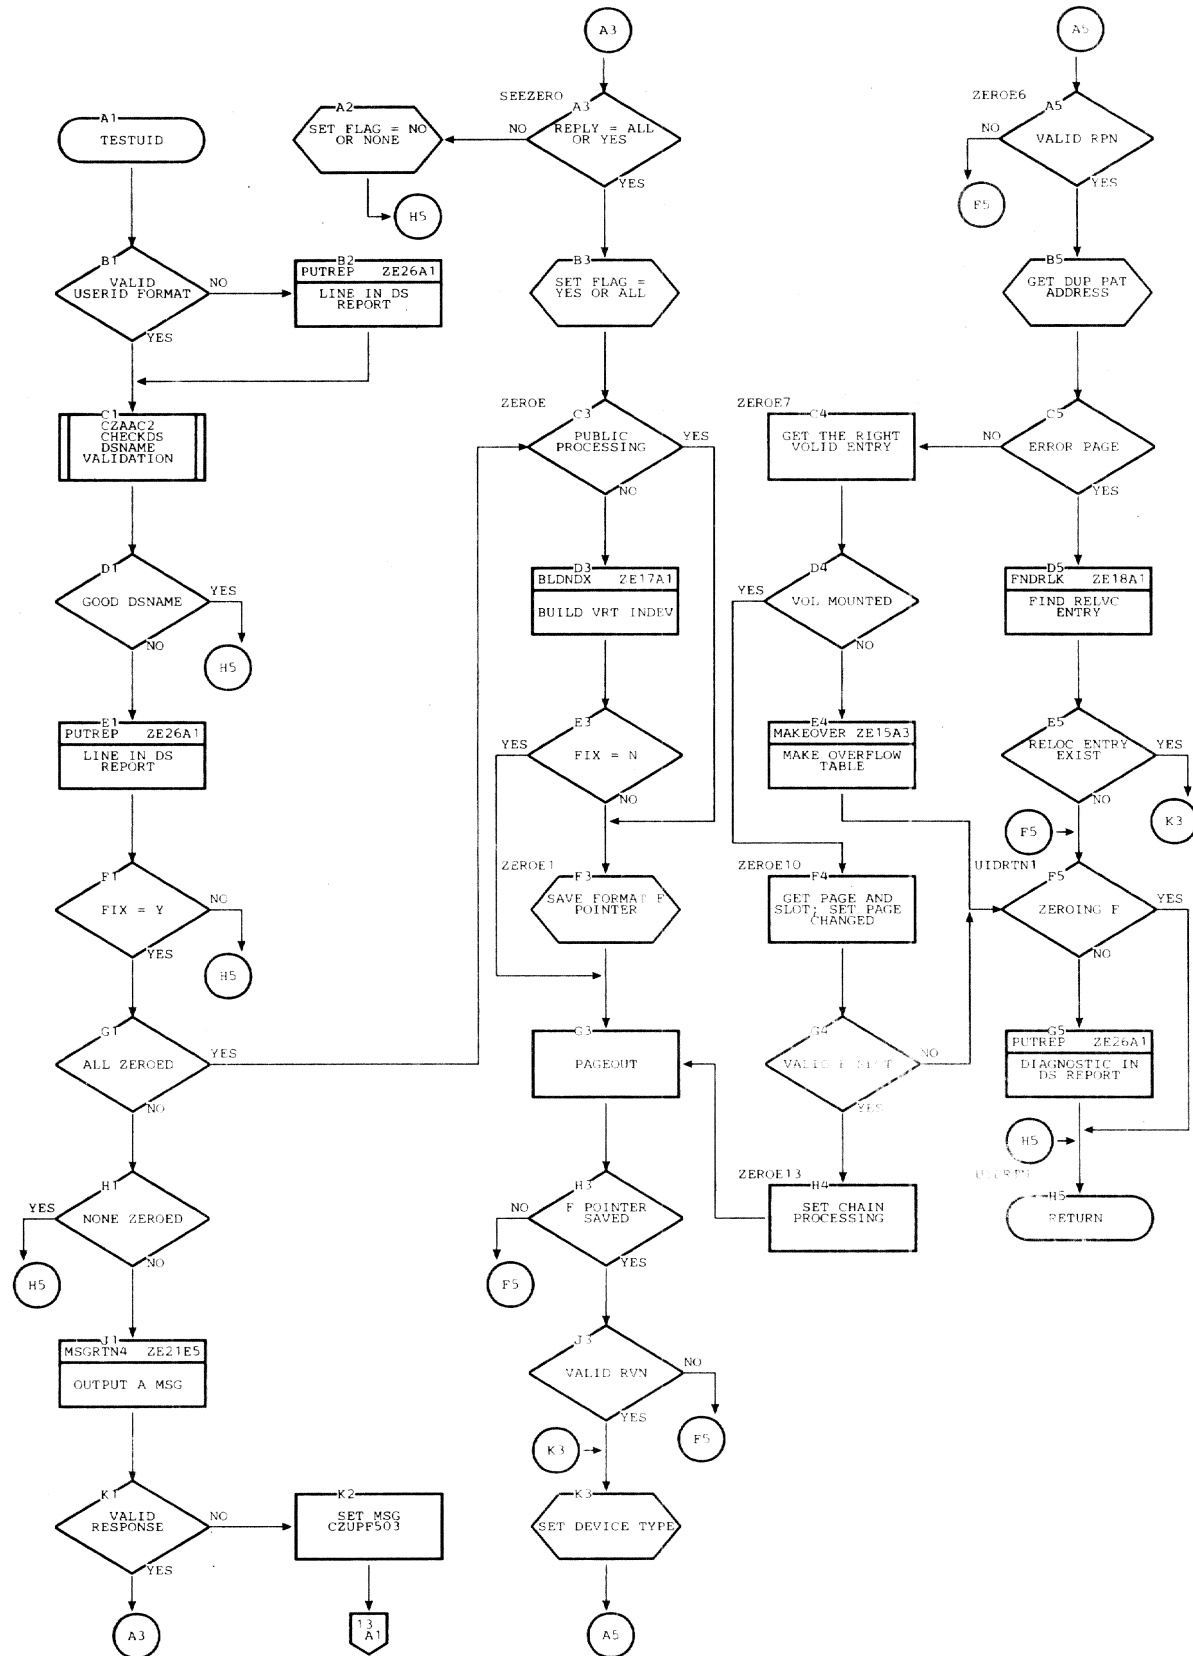 A1
TESTUID
B1
VALID
USERID FORMAT
NO
YES
B2
PUTREP ZE26A1
LINE IN DS
REPORT
C1
CZAAC2
CHECKDS
DSNAME
VALIDATION
D1
GOOD DSNAME
YES
NO
H5
E1
PUTREP ZE26A1
LINE IN DS
REPORT
F1
FIX = Y
NO
YES
H5
G1
ALL ZEROED
YES
NO
H1
NONE ZEROED
YES
NO
H5
J1
MSGRTN4 ZE21E5
OUTPUT A MSG
K1
VALID
RESPONSE
NO
YES
A3
K2
SET MSG
CZUPF503
13
A1
A3
SEEZERO
A3
REPLY = ALL
OR YES
NO
YES
A2
SET FLAG = NO
OR NONE
H5
B3
SET FLAG =
YES OR ALL
ZEROE
C3
PUBLIC
PROCESSING
YES
NO
D3
BLDNDX ZE17A1
BUILD VRT INDEV
E3
FIX = N
YES
NO
ZEROE1
F3
SAVE FORMAT F
POINTER
G3
PAGEOUT
H3
F POINTER
SAVED
NO
YES
F5
J3
VALID RVN
NO
YES
F5
K3
K3
SET DEVICE TYPE
A5
ZEROE7
C4
GET THE RIGHT
VOLID ENTRY
D4
VOL MOUNTED
YES
NO
E4
MAKEOVER ZE15A3
MAKE OVERFLOW
TABLE
ZEROE10
F4
GET PAGE AND
SLOT; SET PAGE
CHANGED
G4
VALID F SLOT
NO
YES
ZEROE13
H4
SET CHAIN
PROCESSING
A5
ZEROE6
A5
VALID RPN
NO
YES
F5
B5
GET DUP PAT
ADDRESS
C5
ERROR PAGE
NO
YES
D5
FNDRLK ZE18A1
FIND RELVC
ENTRY
E5
RELOC ENTRY
EXIST
YES
NO
K3
F5
UIDRTN1
F5
ZEROING F
YES
NO
G5
PUTREP ZE26A1
DIAGNOSTIC IN
DS REPORT
H5
H5
RETURN